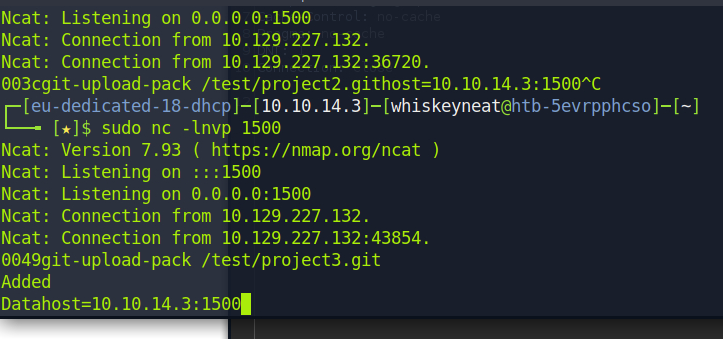 Ncat: Listening on 0.0.0.0:1500
ontrol: no-cache
Ncat: Connection from 10.129.227.132.
che
Ncat: Connection from 10.129.227.132:36720.
003cgit-upload-pack /test/project2.githost=10.10.14.3:1500^C
┌─[eu-dedicated-18-dhcp]─[10.10.14.3]─[whiskeyneat@htb-5evrpphcso]─[~]
└──╼ [★]$ sudo nc -lnvp 1500
Ncat: Version 7.93 ( https://nmap.org/ncat )
Ncat: Listening on :::1500
Ncat: Listening on 0.0.0.0:1500
Ncat: Connection from 10.129.227.132.
Ncat: Connection from 10.129.227.132:43854.
0049git-upload-pack /test/project3.git
Added
Datahost=10.10.14.3:1500